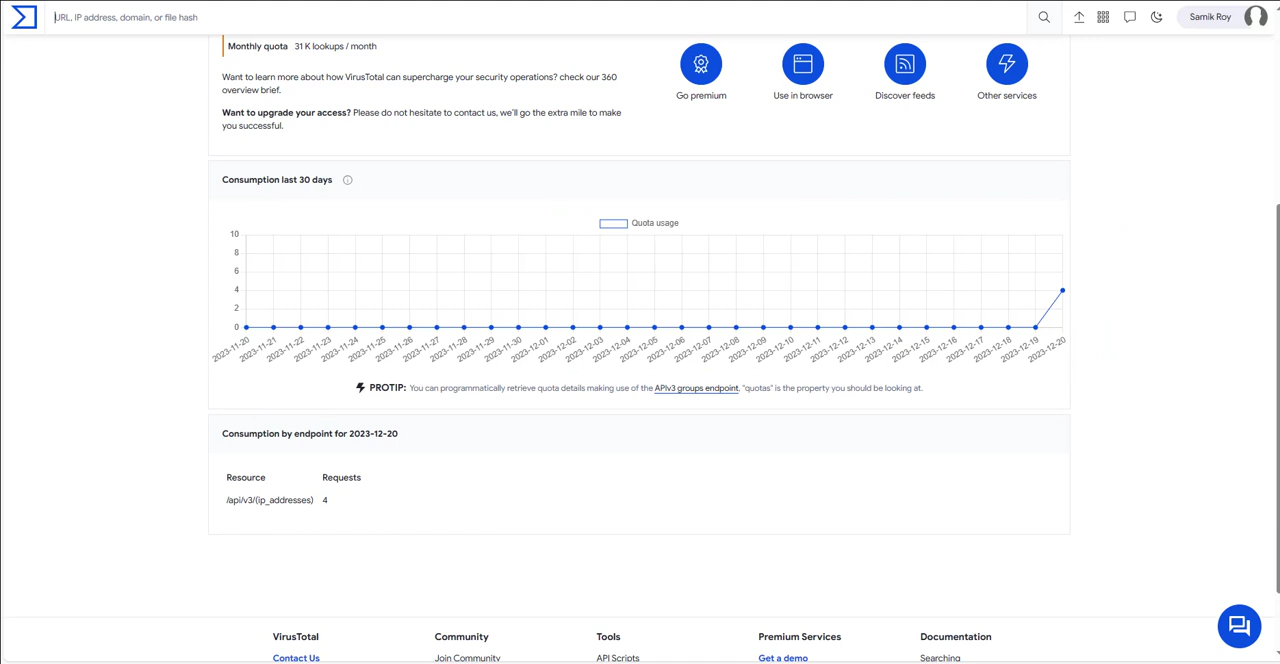 URL, IP address, domain, or file hash
Samik Roy
Monthly quota 31 K lookups / month
Want to learn more about how VirusTotal can supercharge your security operations? check our 360
overview brief.
Want to upgrade your access? Please do not hesitate to contact us, we'll go the extra mile to make
you successful.
Go premium
Use in browser
Discover feeds
Other services
Consumption last 30 days
Quota usage
10
8
6
4
2
0
2023-11-20
2023-11-21
2023-11-22
2023-11-23
2023-11-24
2023-11-25
2023-11-26
2023-11-27
2023-11-28
2023-11-29
2023-11-30
2023-12-01
2023-12-02
2023-12-03
2023-12-04
2023-12-05
2023-12-06
2023-12-07
2023-12-08
2023-12-09
2023-12-10
2023-12-11
2023-12-12
2023-12-13
2023-12-14
2023-12-15
2023-12-16
2023-12-17
2023-12-18
2023-12-19
2023-12-20
PROTIP: You can programmatically retrieve quota details making use of the APIv3 groups endpoint. "quotas" is the property you should be looking at.
Consumption by endpoint for 2023-12-20
Resource Requests
/api/v3/(ip_addresses) 4
VirusTotal Community Tools Premium Services Documentation
Contact Us Join Community API Scripts Get a demo Searching